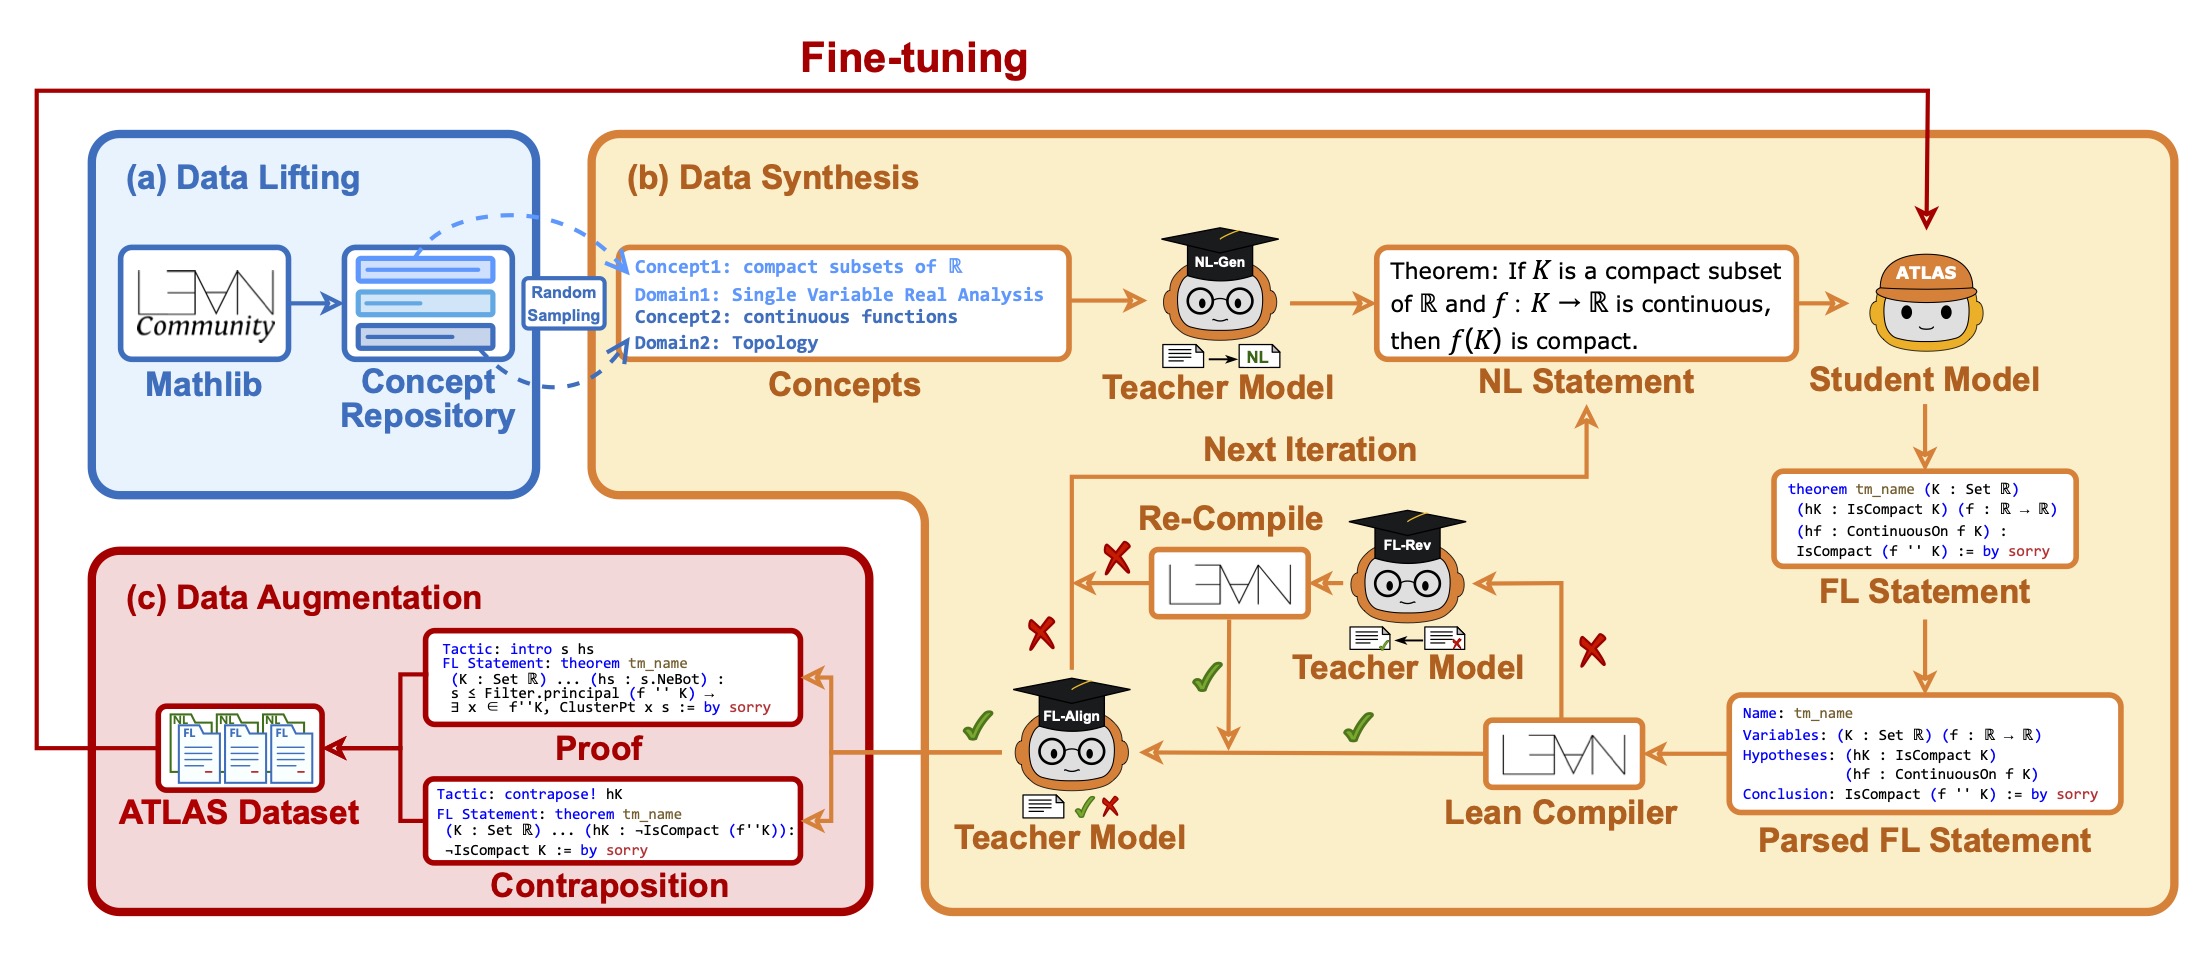 Fine-tuning
(a) Data Lifting
LEAN
Community
Mathlib
Concept
Repository
Random
Sampling
(b) Data Synthesis
Concept1: compact subsets of ℝ
Domain1: Single Variable Real Analysis
Concept2: continuous functions
Domain2: Topology
Concepts
NL-Gen
NL
Teacher Model
Theorem: If K is a compact subset
of ℝ and f : K → ℝ is continuous,
then f(K) is compact.
NL Statement
ATLAS
Student Model
theorem tm_name (K : Set ℝ)
(hK : IsCompact K) (f : ℝ → ℝ)
(hf : ContinuousOn f K) :
IsCompact (f '' K) := by sorry
FL Statement
Name: tm_name
Variables: (K : Set ℝ) (f : ℝ → ℝ)
Hypotheses: (hK : IsCompact K)
(hf : ContinuousOn f K)
Conclusion: IsCompact (f '' K) := by sorry
Parsed FL Statement
LEAN
Lean Compiler
FL-Rev
Teacher Model
Re-Compile
LEAN
Next Iteration
FL-Align
Teacher Model
(c) Data Augmentation
Tactic: intro s hs
FL Statement: theorem tm_name
(K : Set ℝ) ... (hs : s.NeBot) :
s ≤ Filter.principal (f '' K) →
∃ x ∈ f''K, ClusterPt x s := by sorry
Proof
Tactic: contrapose! hK
FL Statement: theorem tm_name
(K : Set ℝ) ... (hK : ¬IsCompact (f''K)):
¬IsCompact K := by sorry
Contraposition
NL NL NL
FL FL FL
ATLAS Dataset